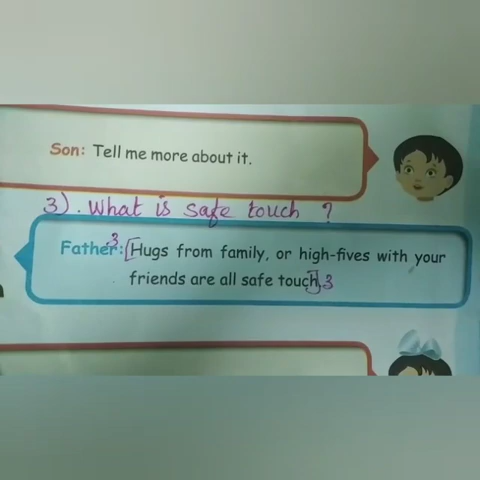 Son: Tell me more about it.
3). What is safe touch ?
Father: 3 [Hugs from family, or high-fives with your
friends are all safe touch].3